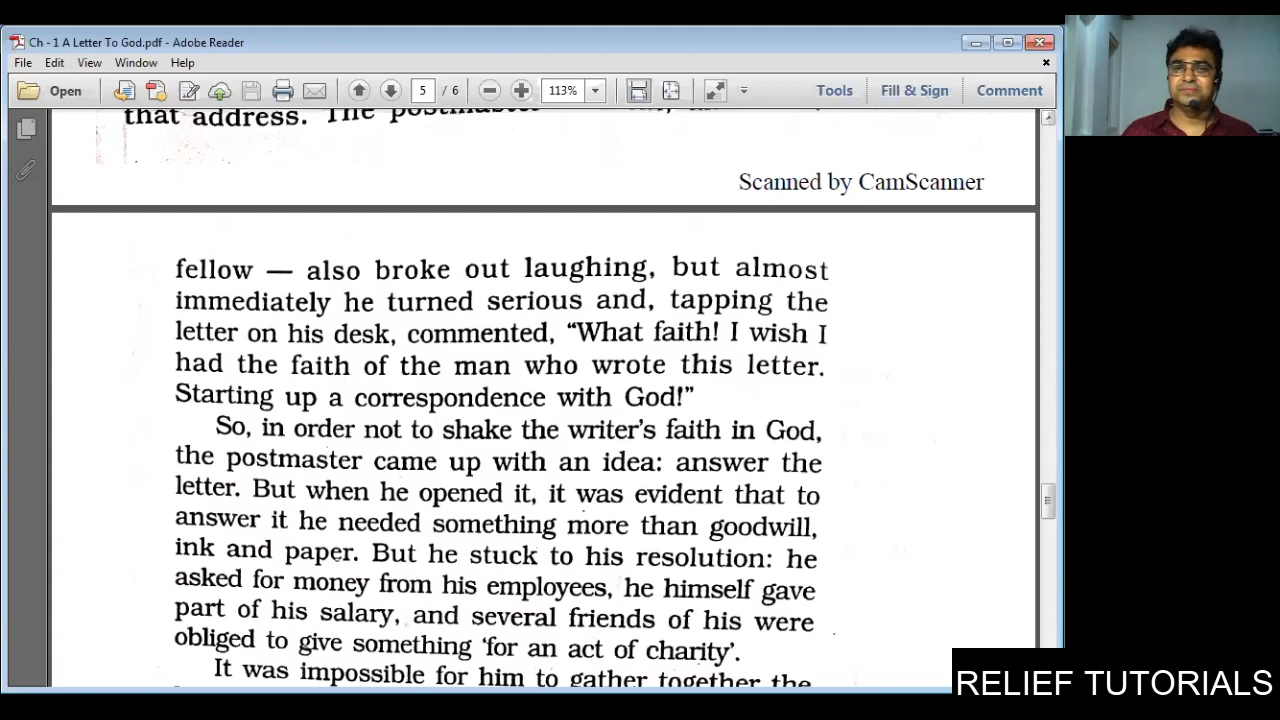 Ch - 1 A Letter To God.pdf - Adobe Reader
File Edit View Window Help
Open 5 / 6 113% Tools Fill & Sign Comment
that address. The postmaster
Scanned by CamScanner
fellow — also broke out laughing, but almost
immediately he turned serious and, tapping the
letter on his desk, commented, “What faith! I wish I
had the faith of the man who wrote this letter.
Starting up a correspondence with God!”
So, in order not to shake the writer’s faith in God,
the postmaster came up with an idea: answer the
letter. But when he opened it, it was evident that to
answer it he needed something more than goodwill,
ink and paper. But he stuck to his resolution: he
asked for money from his employees, he himself gave
part of his salary, and several friends of his were
obliged to give something ‘for an act of charity’.
It was impossible for him to gather together the
RELIEF TUTORIALS